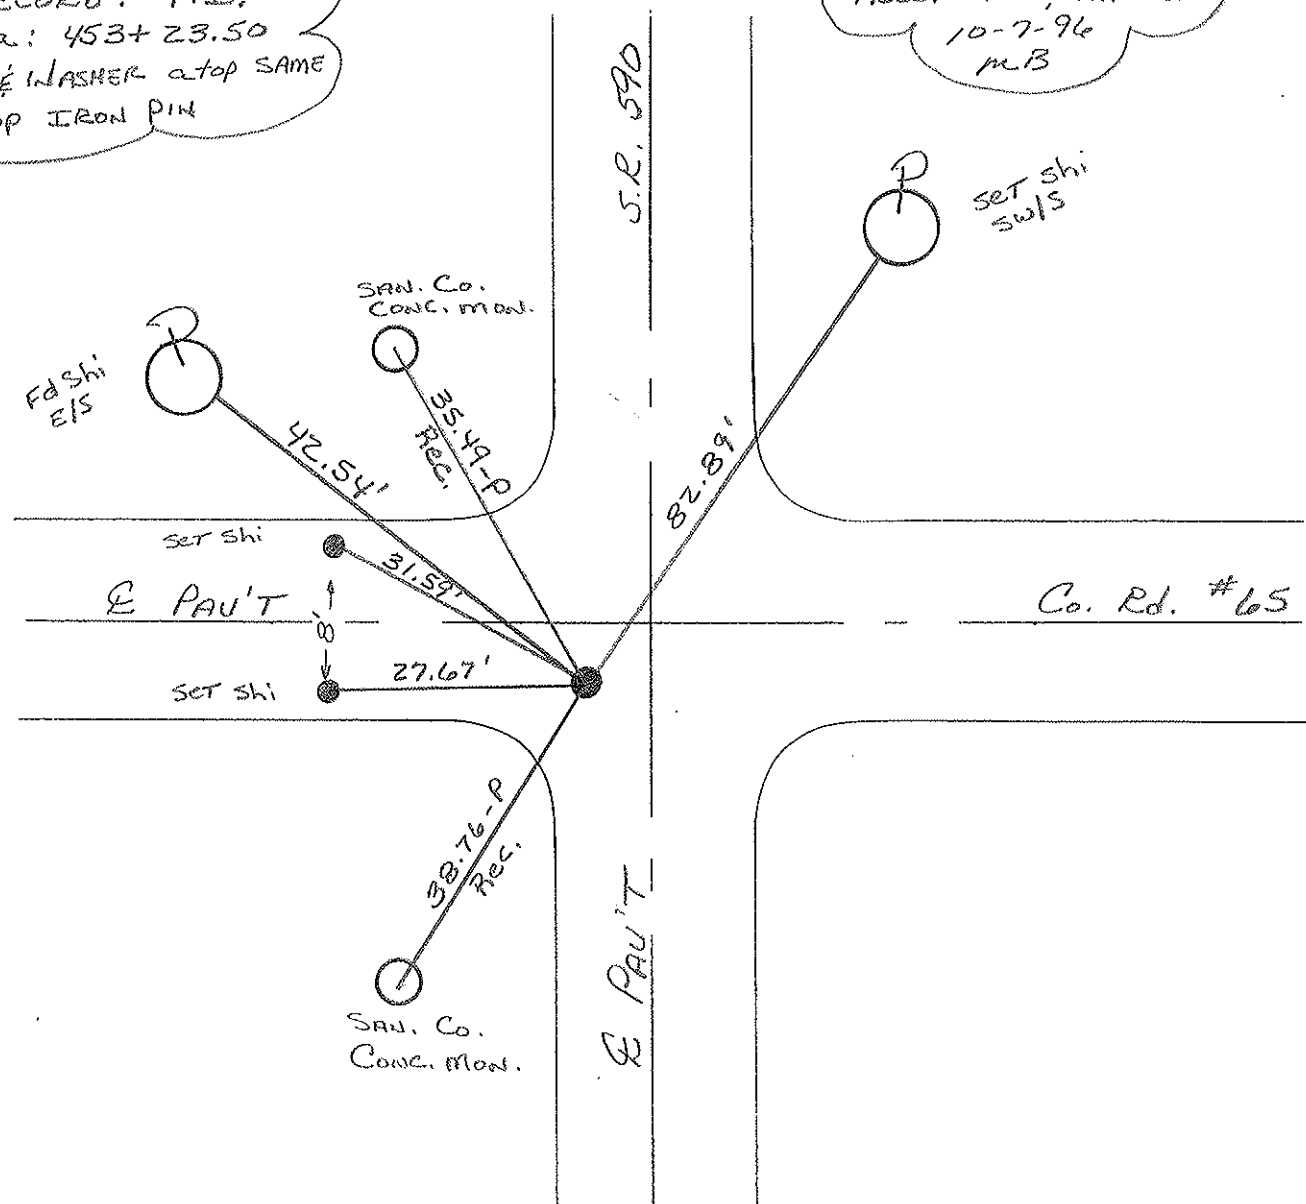 a: 453+ 23.50
& WASHER atop SAME
IRON PIN
10-7-96
MB
S.R. 590
P
SET Shi
SW/S
SAN. Co.
CONC. MON.
P
Fd Shi
E/S
35.49-P
Rec.
42.54'
82.89'
SET Shi
31.59'
℄ PAV'T
8'
Co. Rd. #65
27.67'
SET Shi
38.76-P
Rec.
℄ PAV'T
SAN. Co.
CONC. MON.